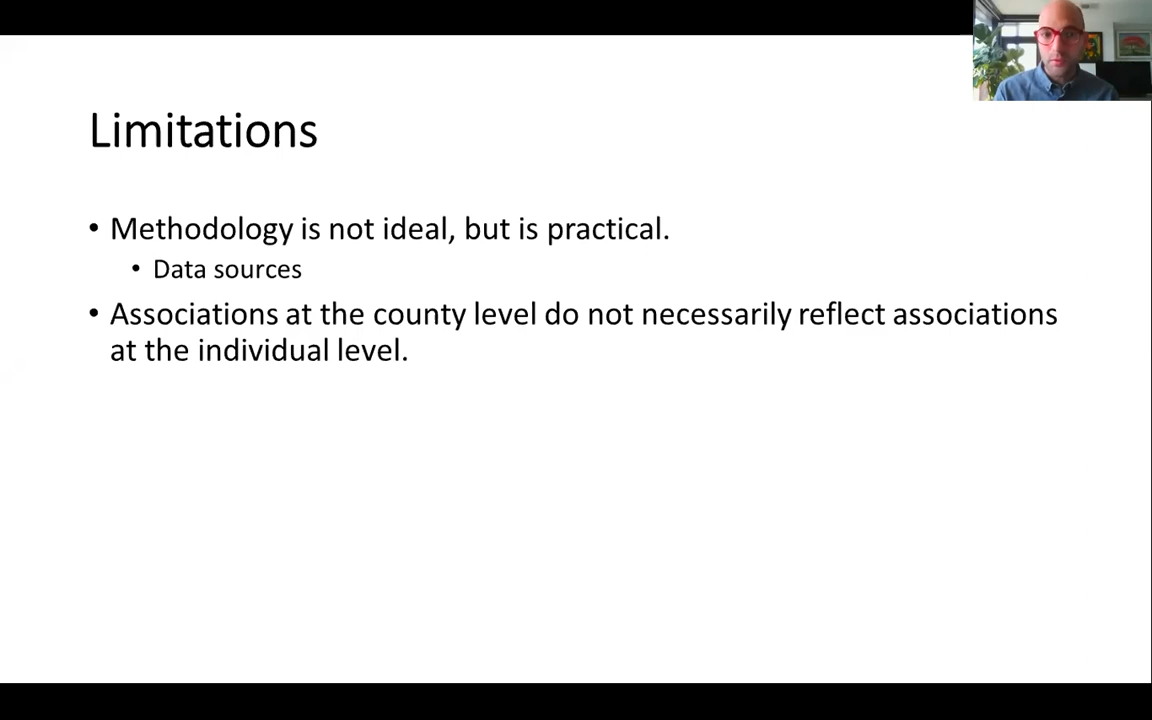 Limitations
• Methodology is not ideal, but is practical.
• Data sources
• Associations at the county level do not necessarily reflect associations
at the individual level.